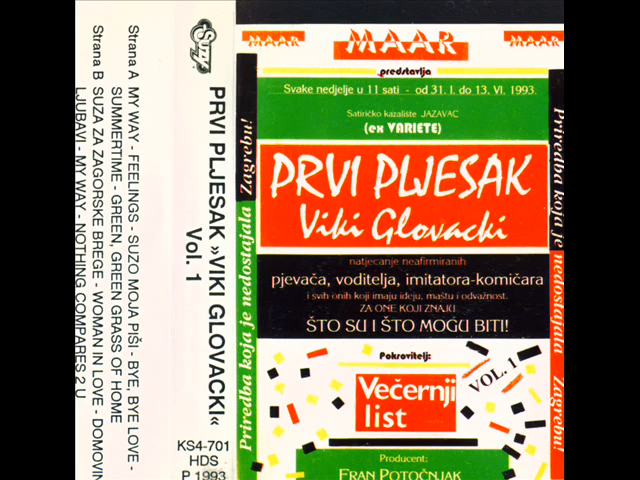 SUZY
PRVI PLJESAK »VIKI GLOVACKI«
Vol. 1
Strana A MY WAY - FEELINGS - SUZO MOJA PIŠI - BYE, BYE LOVE -
SUMMERTIME - GREEN, GREEN GRASS OF HOME
Strana B SUZA ZA ZAGORSKE BREGE - WOMAN IN LOVE -
LJUBAVI - MY WAY - NOTHING COMPARES 2 U
KS4-701
HDS
P 1993
MAAR
MAAR
MAAR
predstavlja
Svake nedjelje u 11 sati - od 31. I. do 13. VI. 1993.
Satiričko kazalište JAZAVAC
(ex VARIETE)
PRVI PLJESAK
Viki Glovacki
natjecanje neafirmiranih
pjevača, voditelja, imitatora-komičara
i svih onih koji imaju ideju, maštu i odvažnost.
ZA ONE KOJI ZNAJU
ŠTO SU I ŠTO MOGU BITI!
Priredba koja je nedostajala Zagrebu!
Priredba koja je nedostajala Zagrebu!
Pokrovitelj:
Večernji
list
VOL. 1
Producent:
FRAN POTOČNJAK